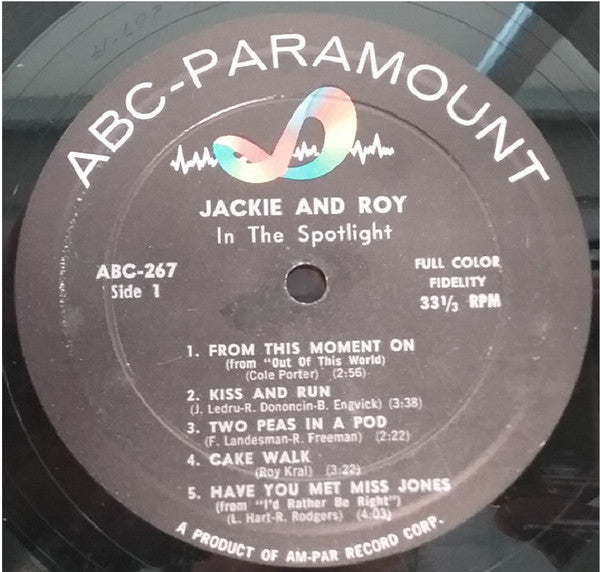 ABC-PARAMOUNT
JACKIE AND ROY
In The Spotlight
ABC-267
Side 1
FULL COLOR
FIDELITY
33⅓ RPM
1. FROM THIS MOMENT ON
(from "Out Of This World)
(Cole Porter) (2:56)
2. KISS AND RUN
(J. Ledru-R. Dononcin-B. Engvick) (3:38)
3. TWO PEAS IN A POD
(F. Landesman-R. Freeman) (2:22)
4. CAKE WALK
(Roy Kral) (3:22)
5. HAVE YOU MET MISS JONES
(from "I'd Rather Be Right")
(L. Hart-R. Rodgers) (4:03)
A PRODUCT OF AM-PAR RECORD CORP.